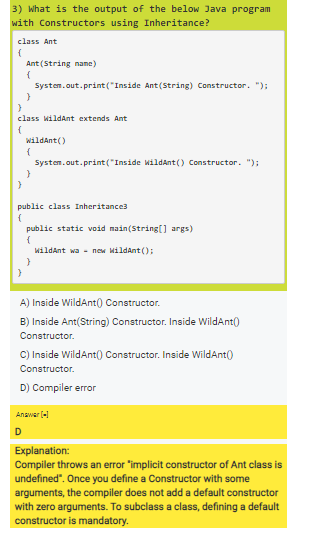 3) What is the output of the below Java program
with Constructors using Inheritance?
class Ant
{
Ant(String name)
{
System.out.print("Inside Ant(String) Constructor. ");
}
}
class WildAnt extends Ant
{
WildAnt()
{
System.out.print("Inside WildAnt() Constructor. ");
}
}
public class Inheritance3
{
public static void main(String[] args)
{
WildAnt wa = new WildAnt();
}
}
A) Inside WildAnt() Constructor.
B) Inside Ant(String) Constructor. Inside WildAnt()
Constructor.
C) Inside WildAnt() Constructor. Inside WildAnt()
Constructor.
D) Compiler error
Answer [=]
D
Explanation:
Compiler throws an error "implicit constructor of Ant class is
undefined". Once you define a Constructor with some
arguments, the compiler does not add a default constructor
with zero arguments. To subclass a class, defining a default
constructor is mandatory.